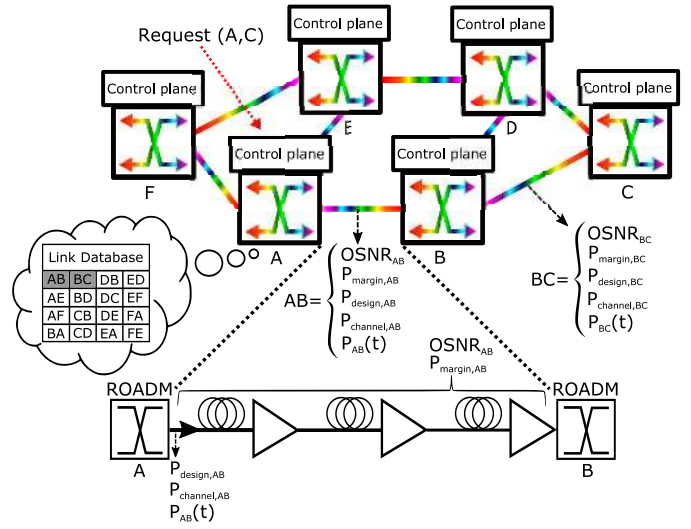 Control plane
Control plane
Request (A,C)
Control plane
Control plane
E
D
Control plane
Control plane
F
C
A
B
Link Database
AB BC DB ED
AE BD DC EF
AF CB DE FA
BA CD EA FE
AB=
OSNR_AB
P_margin,AB
P_design,AB
P_channel,AB
P_AB(t)
BC=
OSNR_BC
P_margin,BC
P_design,BC
P_channel,BC
P_BC(t)
OSNR_AB
P_margin,AB
ROADM
ROADM
A
B
P_design,AB
P_channel,AB
P_AB(t)